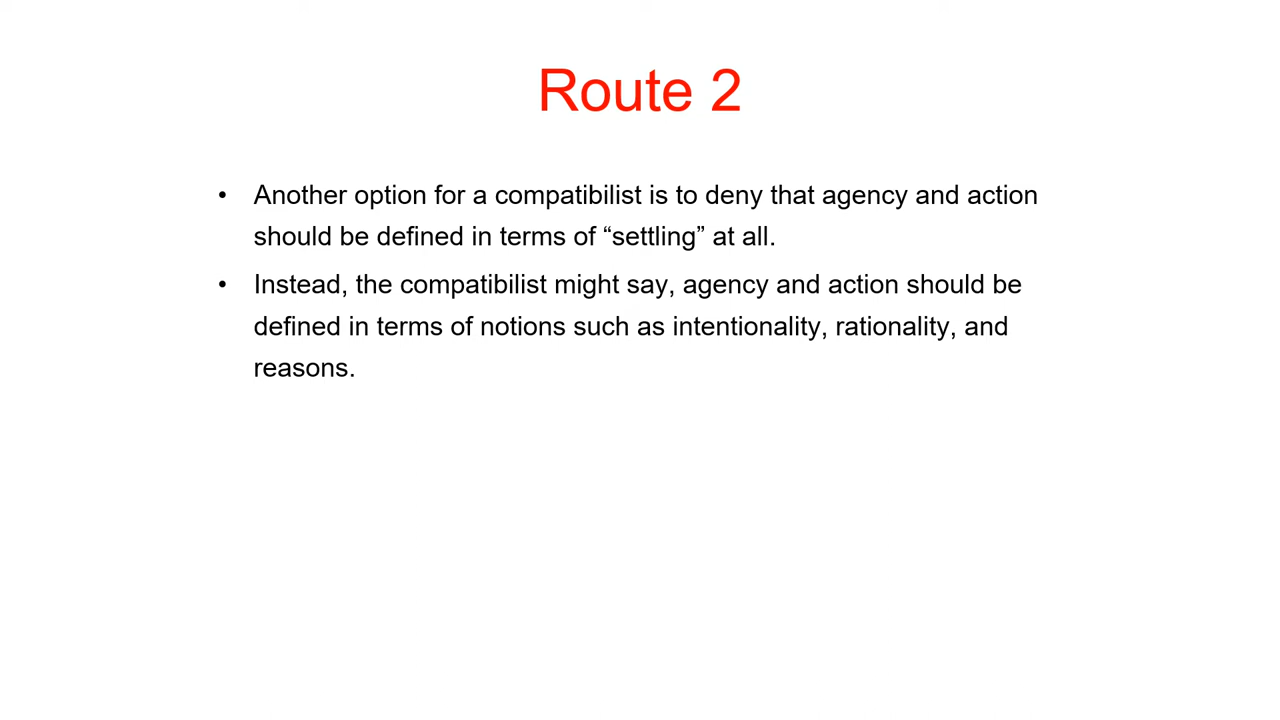 Route 2
• Another option for a compatibilist is to deny that agency and action
should be defined in terms of “settling” at all.
• Instead, the compatibilist might say, agency and action should be
defined in terms of notions such as intentionality, rationality, and
reasons.